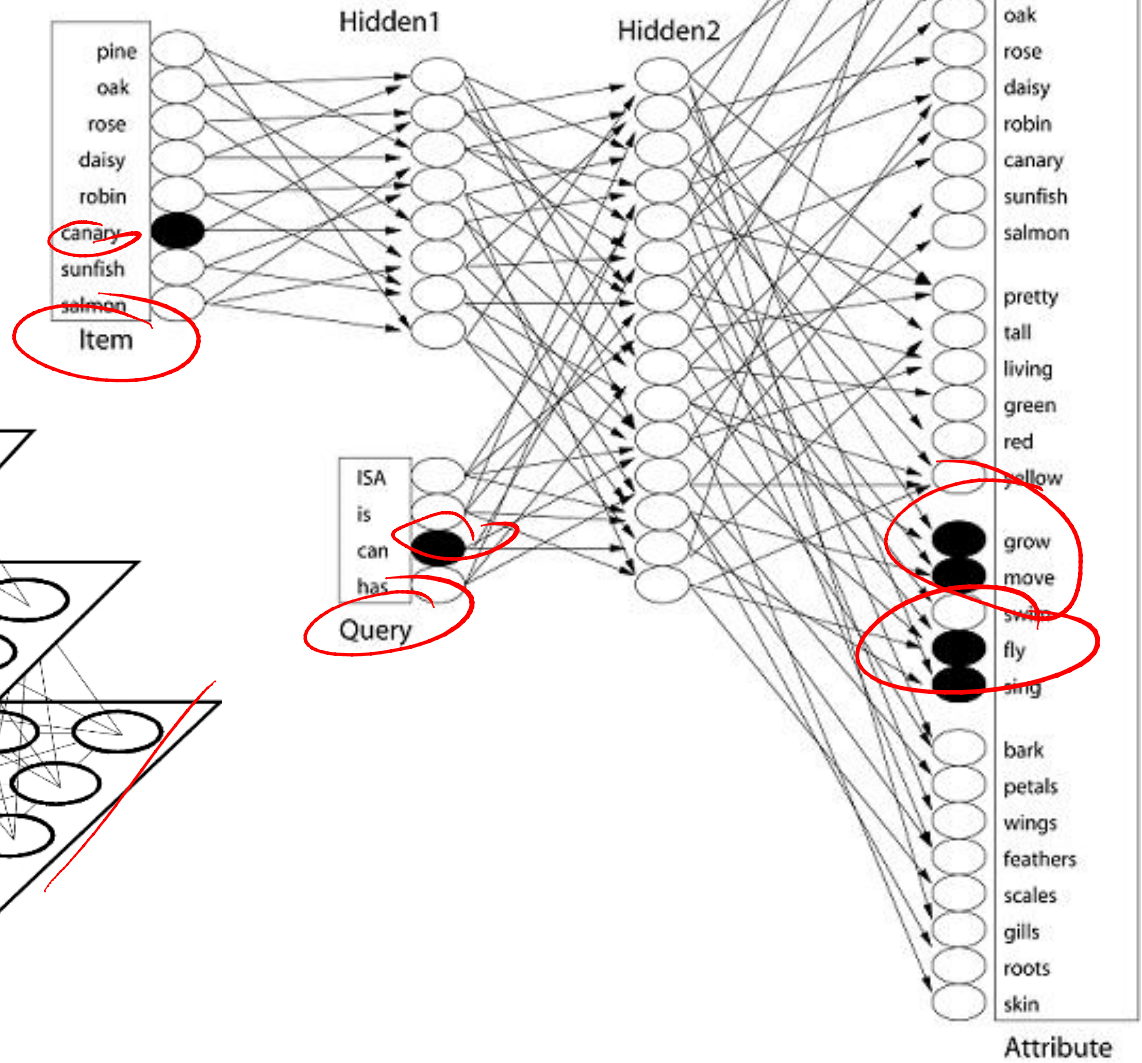 Hidden1
Hidden2
pine
oak
rose
daisy
robin
canary
sunfish
salmon
Item
ISA
is
can
has
Query
oak
rose
daisy
robin
canary
sunfish
salmon
pretty
tall
living
green
red
yellow
grow
move
swim
fly
sing
bark
petals
wings
feathers
scales
gills
roots
skin
Attribute